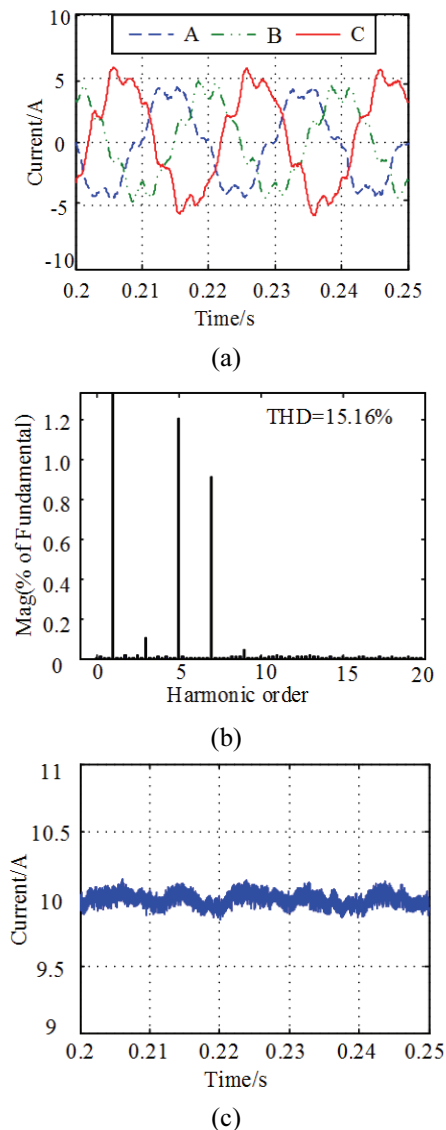 10
A B C
5
0
-5
-10
Current/A
0.2 0.21 0.22 0.23 0.24 0.25
Time/s
(a)
THD=15.16%
1.2
1.0
0.8
0.6
0.4
0.2
0
Mag(% of Fundamental)
0 5 10 15 20
Harmonic order
(b)
11
10.5
10
9.5
9
Current/A
0.2 0.21 0.22 0.23 0.24 0.25
Time/s
(c)